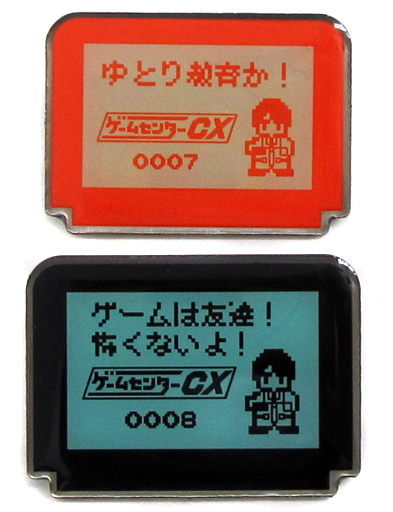 ゆとり教育か！
ゲームセンターCX
0007
ゲームは友達！
怖くないよ！
ゲームセンターCX
0008